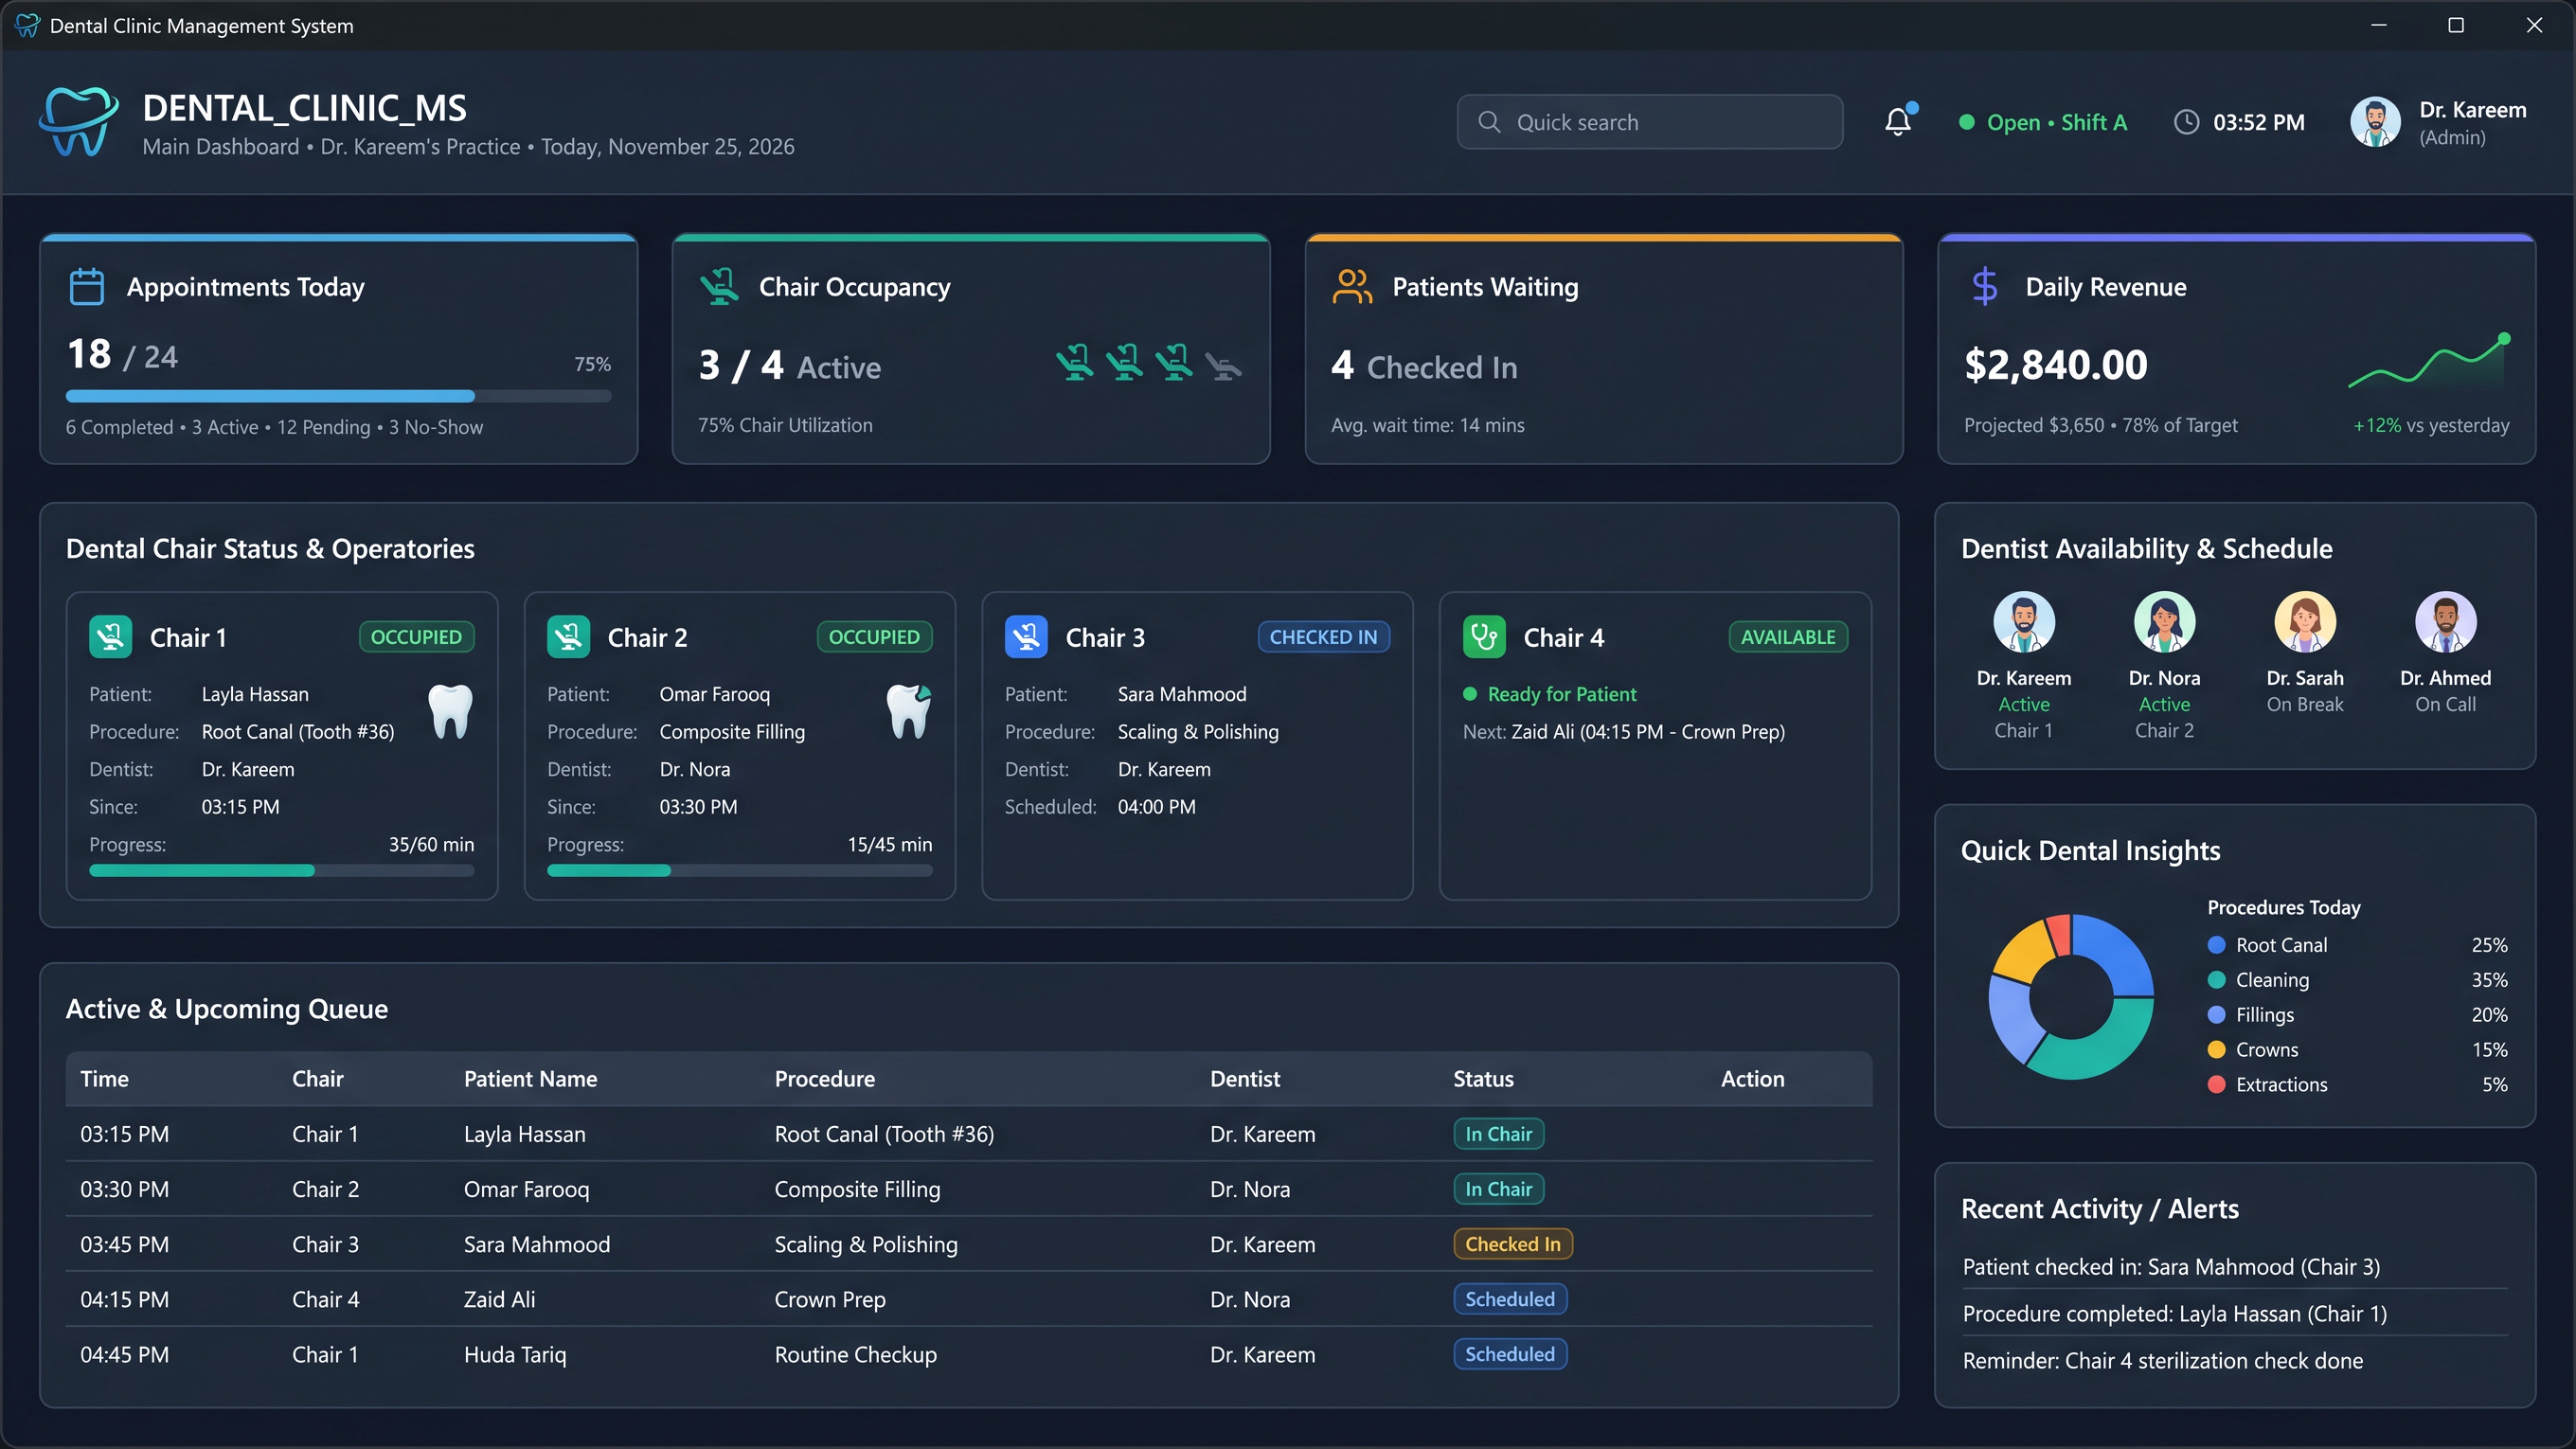 Dental Clinic Management System
DENTAL_CLINIC_MS
Main Dashboard • Dr. Kareem's Practice • Today, November 25, 2026
Quick search
Open • Shift A
03:52 PM
Dr. Kareem
(Admin)
Appointments Today
18 / 24
75%
6 Completed • 3 Active • 12 Pending • 3 No-Show
Chair Occupancy
3 / 4 Active
75% Chair Utilization
Patients Waiting
4 Checked In
Avg. wait time: 14 mins
Daily Revenue
$2,840.00
Projected $3,650 • 78% of Target
+12% vs yesterday
Dental Chair Status & Operatories
Chair 1
OCCUPIED
Patient: Layla Hassan
Procedure: Root Canal (Tooth #36)
Dentist: Dr. Kareem
Since: 03:15 PM
Progress: 35/60 min
Chair 2
OCCUPIED
Patient: Omar Farooq
Procedure: Composite Filling
Dentist: Dr. Nora
Since: 03:30 PM
Progress: 15/45 min
Chair 3
CHECKED IN
Patient: Sara Mahmood
Procedure: Scaling & Polishing
Dentist: Dr. Kareem
Scheduled: 04:00 PM
Chair 4
AVAILABLE
Ready for Patient
Next: Zaid Ali (04:15 PM - Crown Prep)
Dentist Availability & Schedule
Dr. Kareem
Active
Chair 1
Dr. Nora
Active
Chair 2
Dr. Sarah
On Break
Dr. Ahmed
On Call
Quick Dental Insights
Procedures Today
Root Canal 25%
Cleaning 35%
Fillings 20%
Crowns 15%
Extractions 5%
Active & Upcoming Queue
Time Chair Patient Name Procedure Dentist Status Action
03:15 PM Chair 1 Layla Hassan Root Canal (Tooth #36) Dr. Kareem In Chair
03:30 PM Chair 2 Omar Farooq Composite Filling Dr. Nora In Chair
03:45 PM Chair 3 Sara Mahmood Scaling & Polishing Dr. Kareem Checked In
04:15 PM Chair 4 Zaid Ali Crown Prep Dr. Nora Scheduled
04:45 PM Chair 1 Huda Tariq Routine Checkup Dr. Kareem Scheduled
Recent Activity / Alerts
Patient checked in: Sara Mahmood (Chair 3)
Procedure completed: Layla Hassan (Chair 1)
Reminder: Chair 4 sterilization check done